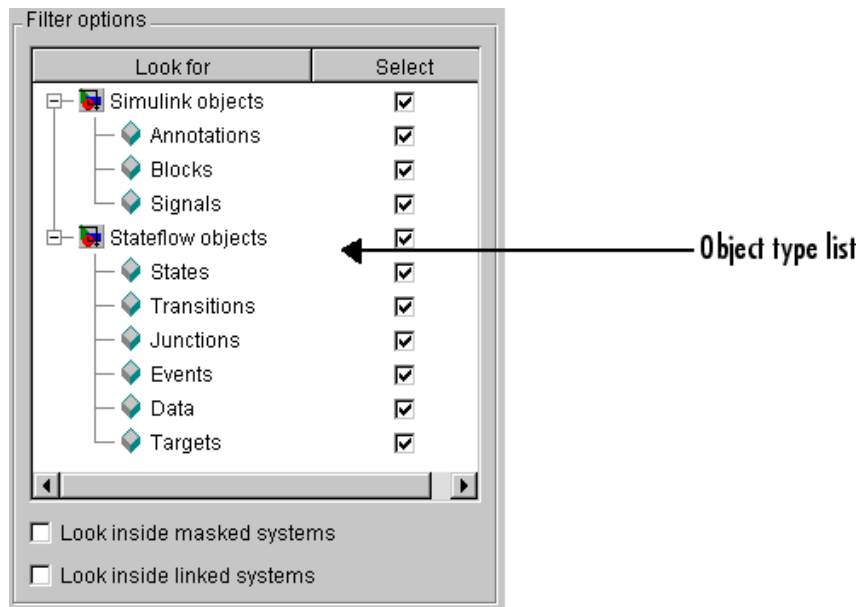 Filter options
Look for Select
Simulink objects
Annotations
Blocks
Signals
Stateflow objects
Object type list
States
Transitions
Junctions
Events
Data
Targets
Look inside masked systems
Look inside linked systems